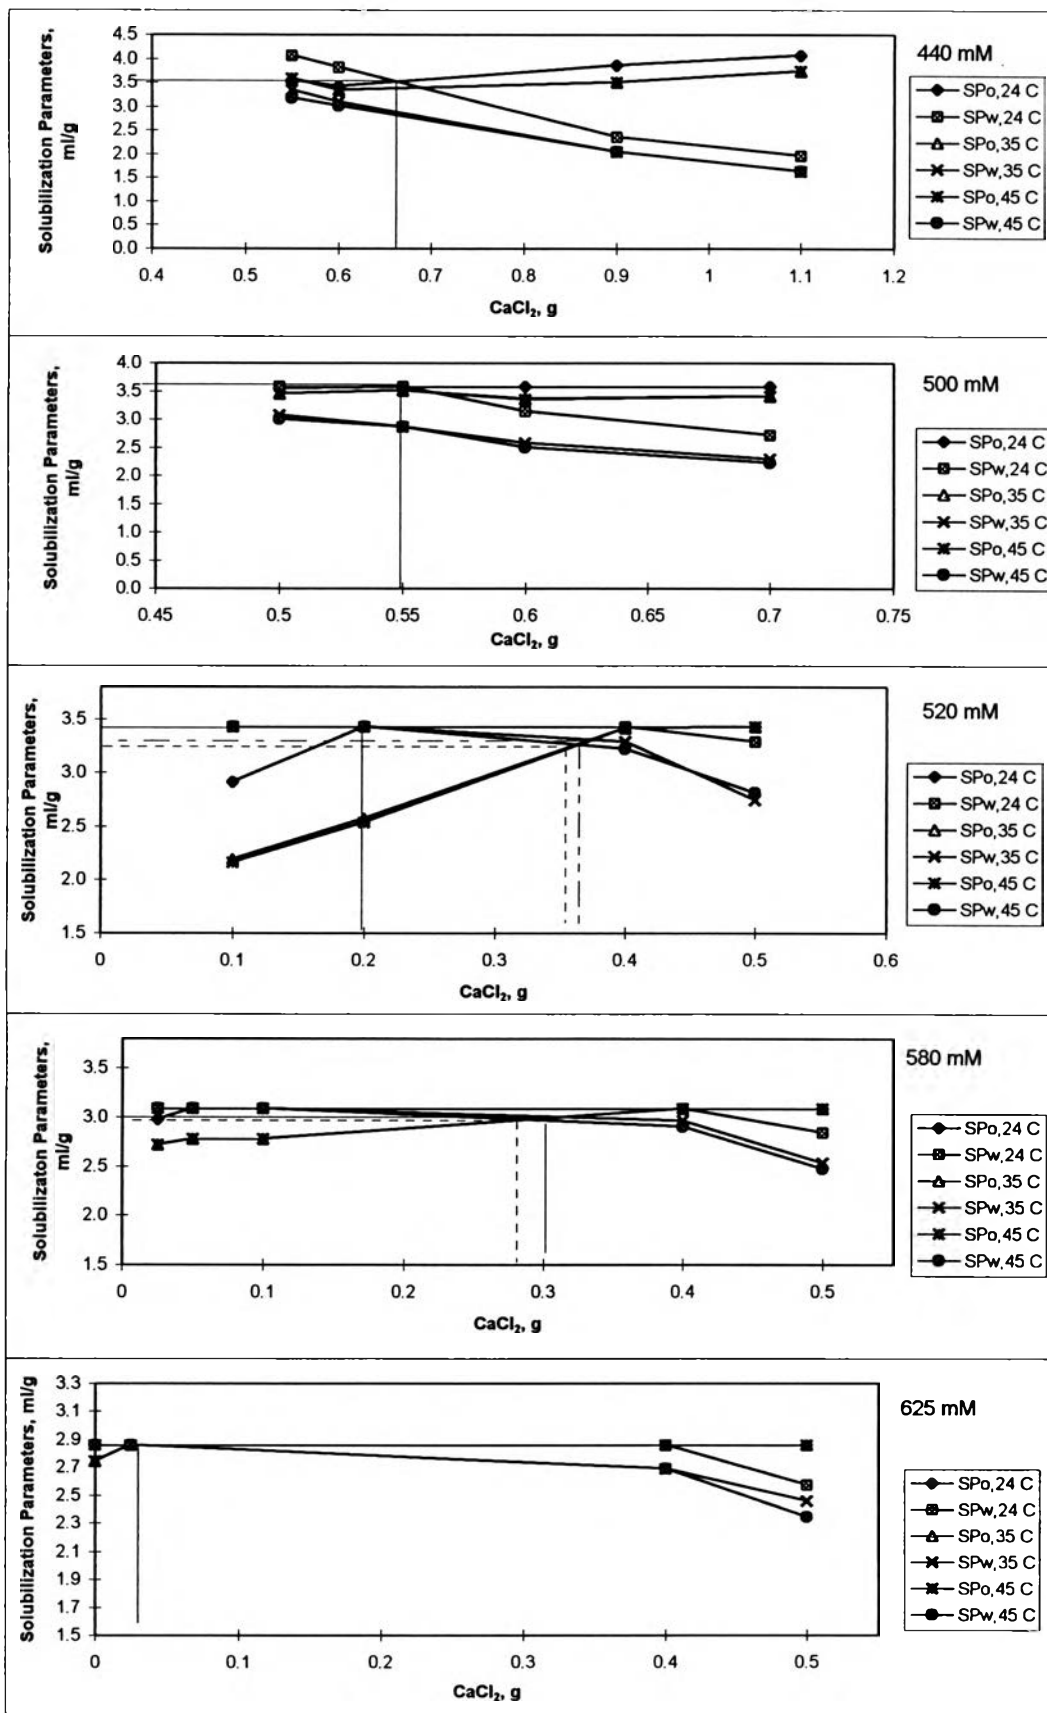 440 mM
Solubilization Parameters,
ml/g
4.5
4.0
3.5
3.0
2.5
2.0
1.5
1.0
0.5
0.0
0.4
0.5
0.6
0.7
0.8
0.9
1
1.1
1.2
CaCl₂, g
SPo,24 C
SPw,24 C
SPo,35 C
SPw,35 C
SPo,45 C
SPw,45 C
500 mM
Solubilization Parameters,
ml/g
4.0
3.5
3.0
2.5
2.0
1.5
1.0
0.5
0.0
0.45
0.5
0.55
0.6
0.65
0.7
0.75
CaCl₂, g
SPo,24 C
SPw,24 C
SPo,35 C
SPw,35 C
SPo,45 C
SPw,45 C
520 mM
Solubilization Parameters,
ml/g
3.5
3.0
2.5
2.0
1.5
0
0.1
0.2
0.3
0.4
0.5
0.6
CaCl₂, g
SPo,24 C
SPw,24 C
SPo,35 C
SPw,35 C
SPo,45 C
SPw,45 C
580 mM
Solubilizaton Parameters,
ml/g
3.5
3.0
2.5
2.0
1.5
0
0.1
0.2
0.3
0.4
0.5
CaCl₂, g
SPo,24 C
SPw,24 C
SPo,35 C
SPw,35 C
SPo,45 C
SPw,45 C
625 mM
Solubilization Parameters, ml/g
3.3
3.1
2.9
2.7
2.5
2.3
2.1
1.9
1.7
1.5
0
0.1
0.2
0.3
0.4
0.5
CaCl₂, g
SPo,24 C
SPw,24 C
SPo,35 C
SPw,35 C
SPo,45 C
SPw,45 C